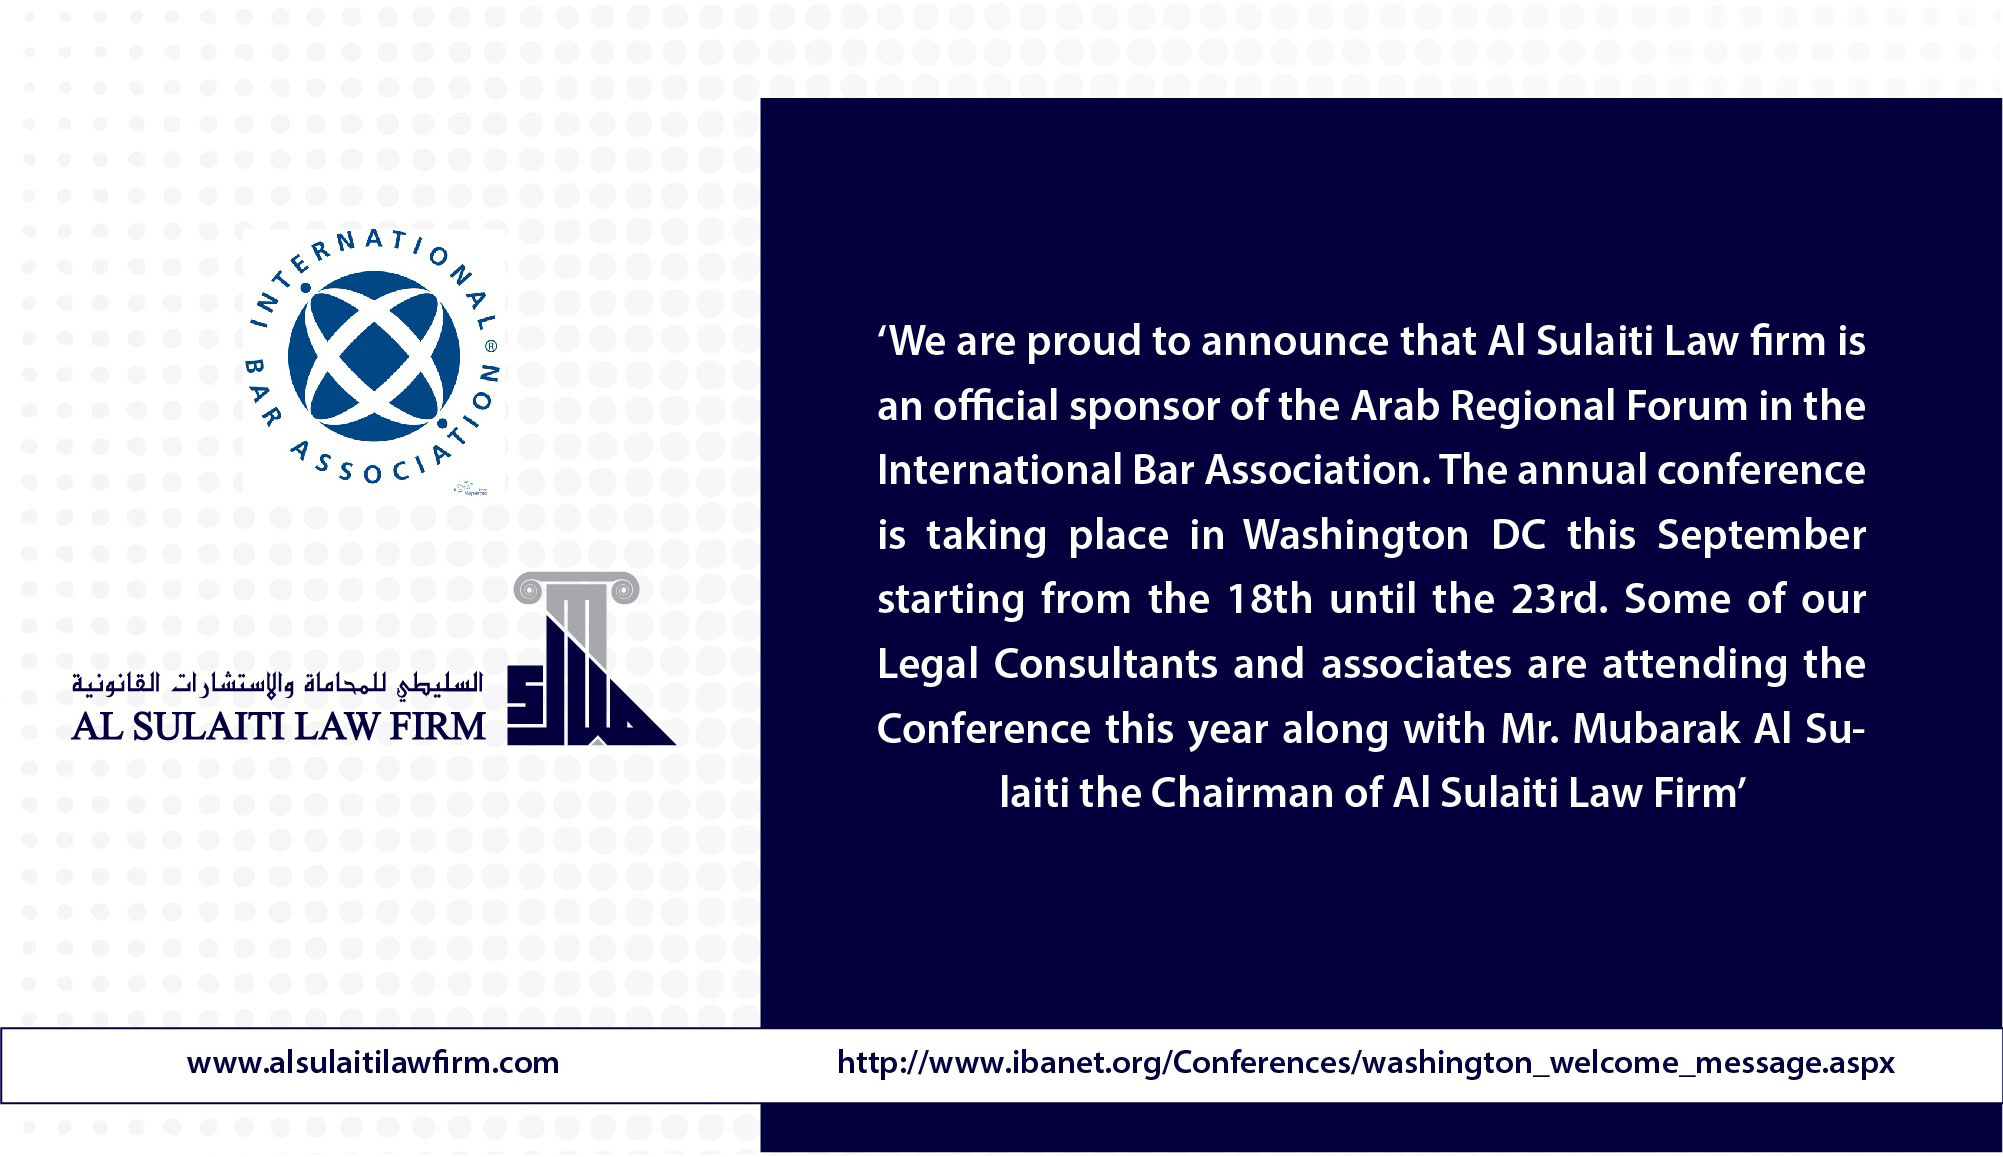 INTERNATIONAL®
BAR ASSOCIATION
السليطي للمحاماة والاستشارات القانونية
AL SULAITI LAW FIRM
‘We are proud to announce that Al Sulaiti Law firm is
an official sponsor of the Arab Regional Forum in the
International Bar Association. The annual conference
is taking place in Washington DC this September
starting from the 18th until the 23rd. Some of our
Legal Consultants and associates are attending the
Conference this year along with Mr. Mubarak Al Su-
laiti the Chairman of Al Sulaiti Law Firm’
www.alsulaitilawfirm.com
http://www.ibanet.org/Conferences/washington_welcome_message.aspx